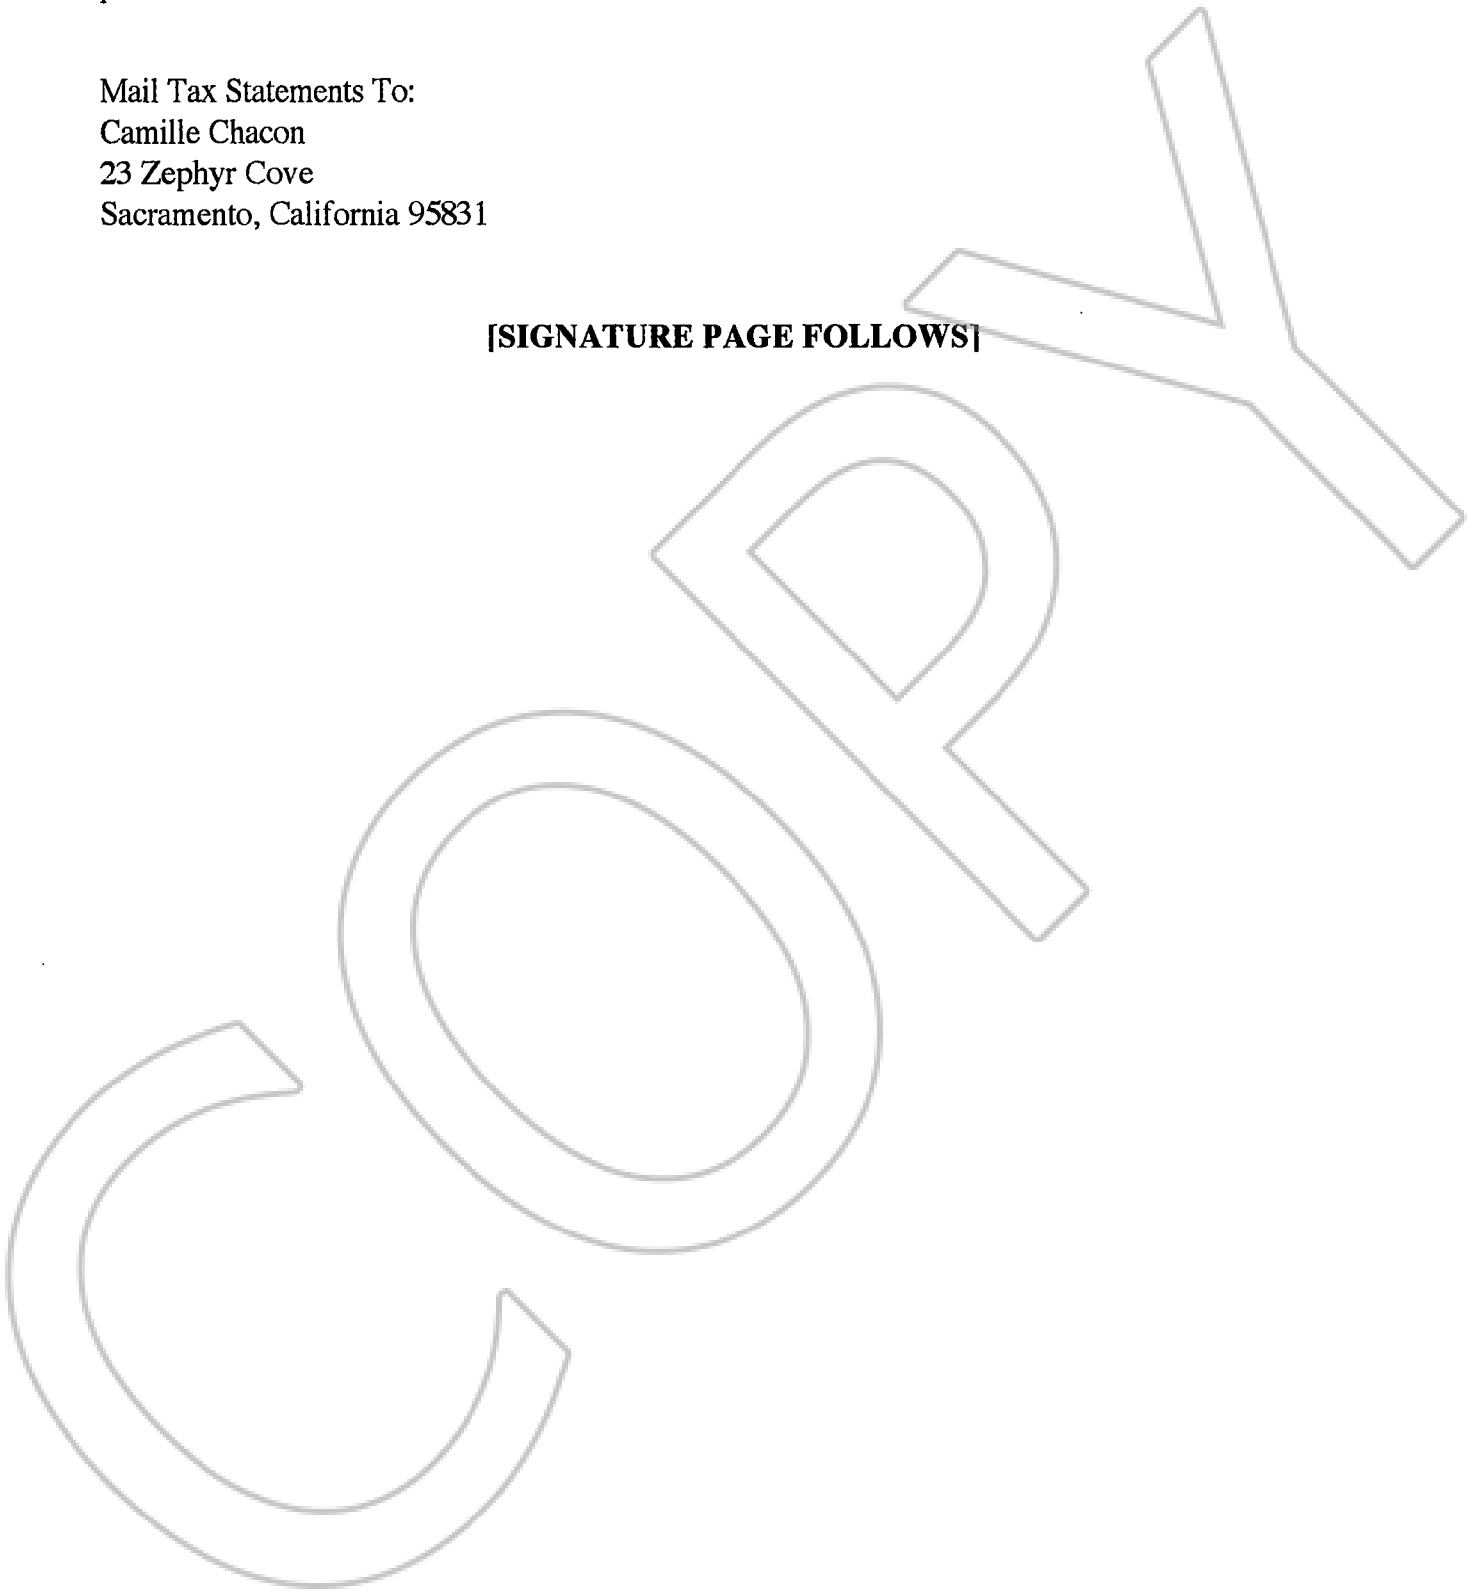 Mail Tax Statements To:
Camille Chacon
23 Zephyr Cove
Sacramento, California 95831
[SIGNATURE PAGE FOLLOWS]
COPY